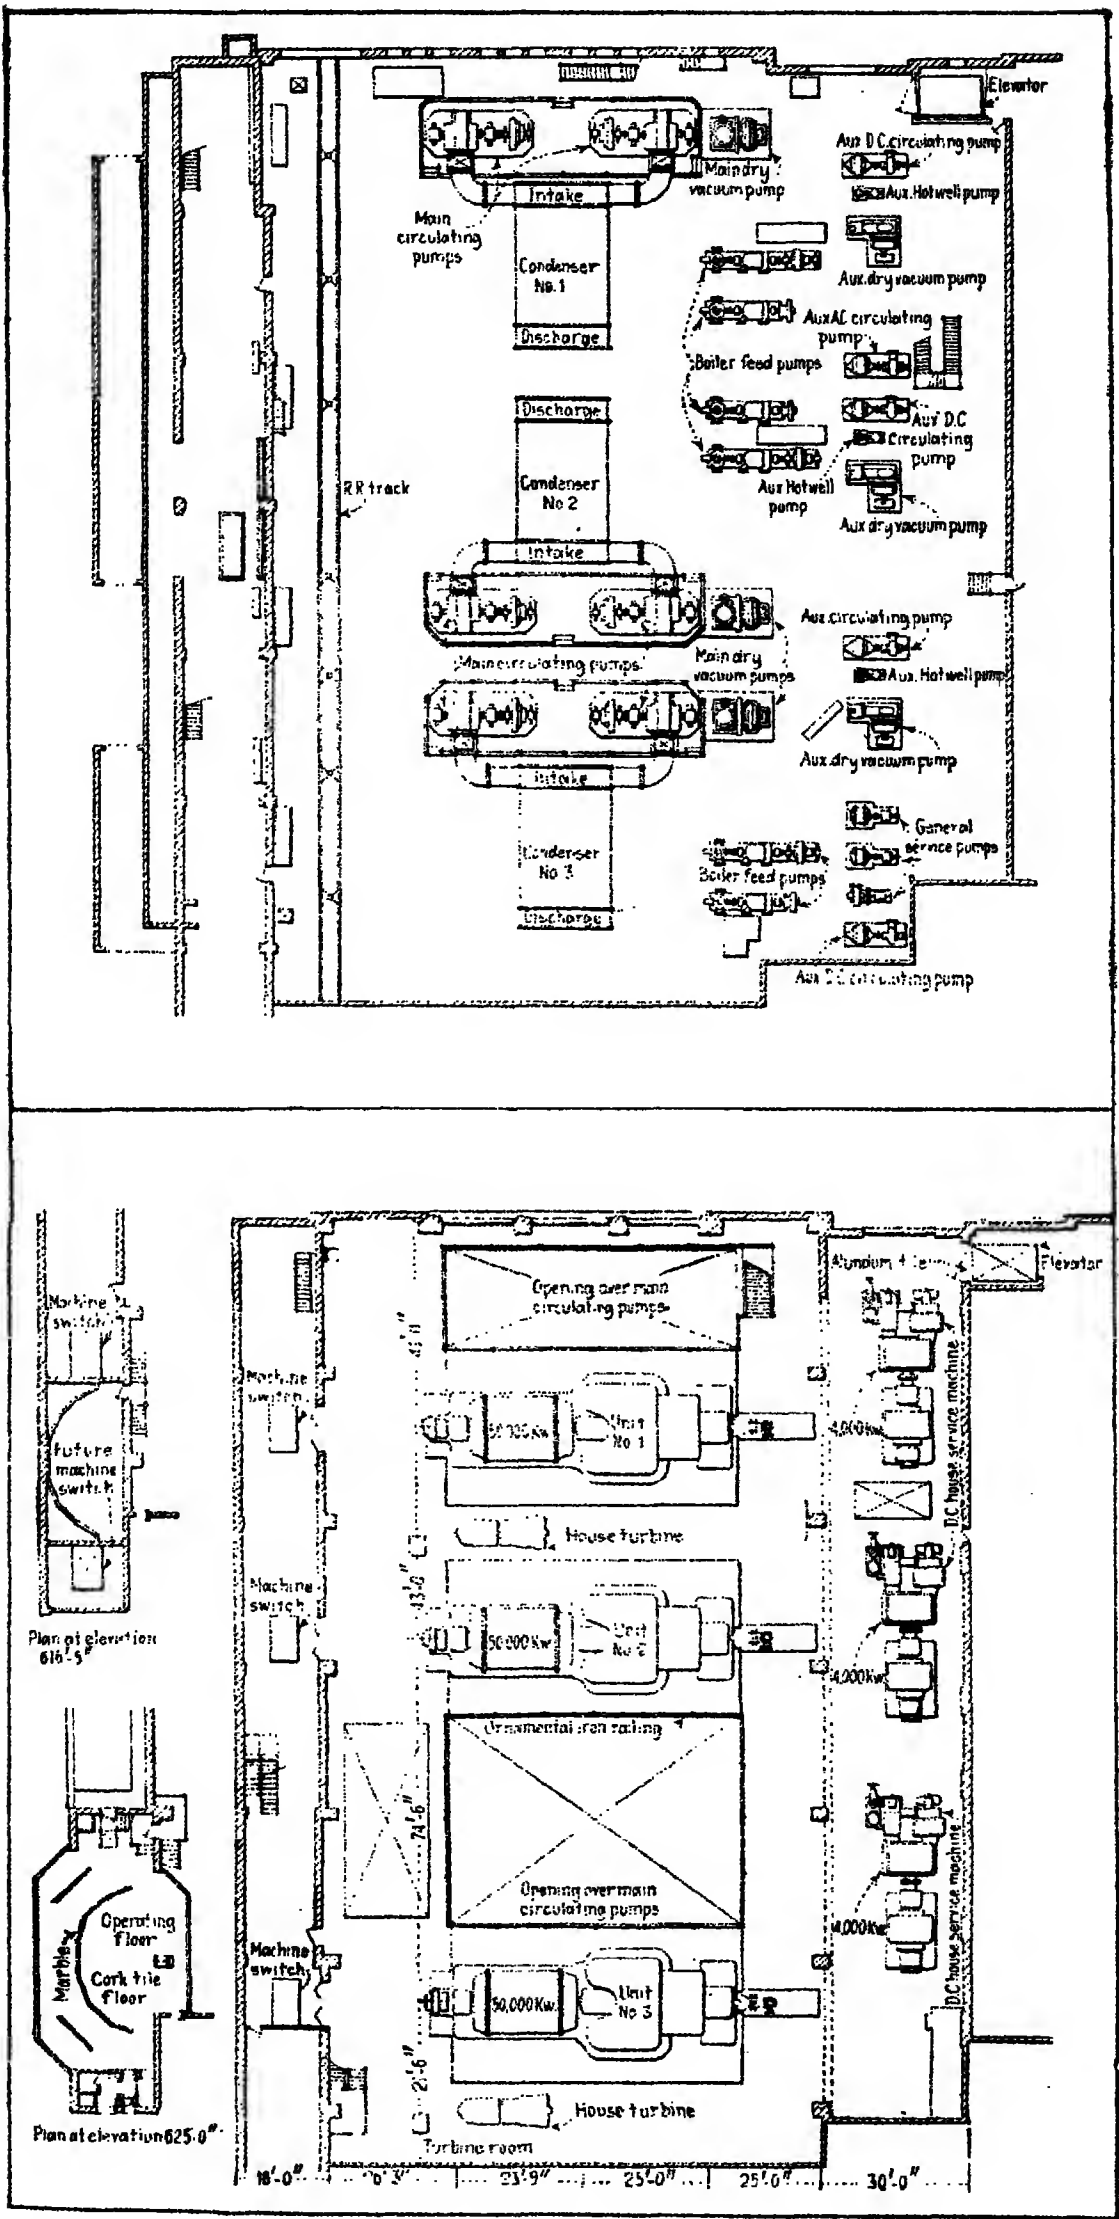 Elevator
Aux D.C. circulating pump
Aux. Hotwell pump
Main dry
vacuum pump
Intake
Main
circulating
pumps
Condenser
No. 1
Aux. dry vacuum pump
Aux AC circulating
pump
Discharge
Boiler feed pumps
Discharge
Aux D.C
Circulating
pump
Condenser
No 2
RR track
Aux Hotwell
pump
Aux dry vacuum pump
Intake
Aux. circulating pump
Main circulating pumps
Main dry
vacuum pumps
Aux. Hotwell pump
Intake
Aux. dry vacuum pump
General
service pumps
Condenser
No 3
Boiler feed pumps
Discharge
Aux D.C. circulating pump
Elevator
Opening over main
circulating pumps
Machine
switch
Machine
switch
50,000 Kw.
Unit
No 1
4,000 Kw.
D.C. house service machine
Future
machine
switch
House turbine
Machine
switch
43'-0"
50,000 Kw.
Unit
No 2
4,000 Kw.
Plan at elevation
616'-5"
Ornamental iron railing
74'-6"
Opening over main
circulating pumps
Operating
floor
Marble
Cork tile
floor
4,000 Kw.
D.C. house service machine
Machine
switch
50,000 Kw.
Unit
No 3
21'-6"
House turbine
Plan at elevation 625'-0"
Turbine room
18'-0"
23'9"
25'-0"
25'-0"
30'-0"